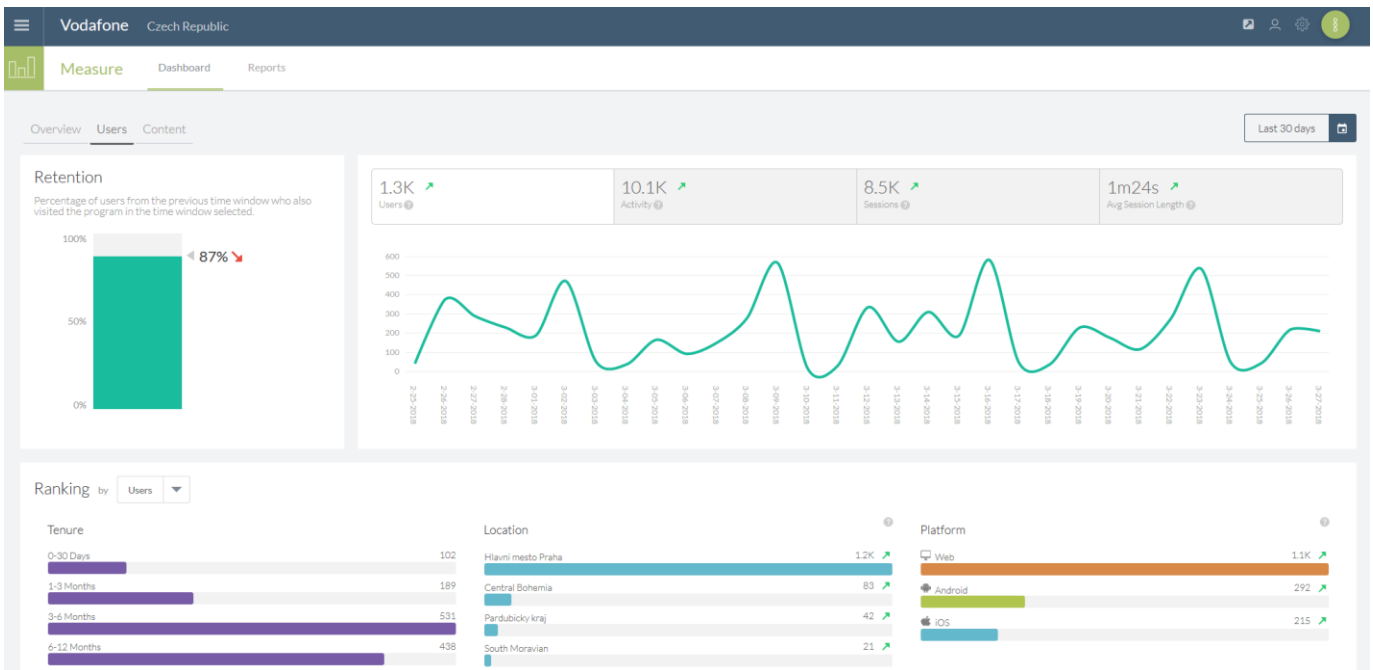 Vodafone Czech Republic
Measure Dashboard Reports
Overview Users Content
Last 30 days
Retention
Percentage of users from the previous time window who also
visited the program in the time window selected.
100%
87%
50%
0%
1.3K
Users
10.1K
Activity
8.5K
Sessions
1m24s
Avg Session Length
600
500
400
300
200
100
0
2-25-2018
2-26-2018
2-27-2018
2-28-2018
3-01-2018
3-02-2018
3-03-2018
3-04-2018
3-05-2018
3-06-2018
3-07-2018
3-08-2018
3-09-2018
3-10-2018
3-11-2018
3-12-2018
3-13-2018
3-14-2018
3-15-2018
3-16-2018
3-17-2018
3-18-2018
3-19-2018
3-20-2018
3-21-2018
3-22-2018
3-23-2018
3-24-2018
3-25-2018
3-26-2018
3-27-2018
Ranking by Users
Tenure
0-30 Days 102
1-3 Months 189
3-6 Months 531
6-12 Months 438
Location
Hlavni mesto Praha 1.2K
Central Bohemia 83
Pardubicky kraj 42
South Moravian 21
Platform
Web 1.1K
Android 292
iOS 215